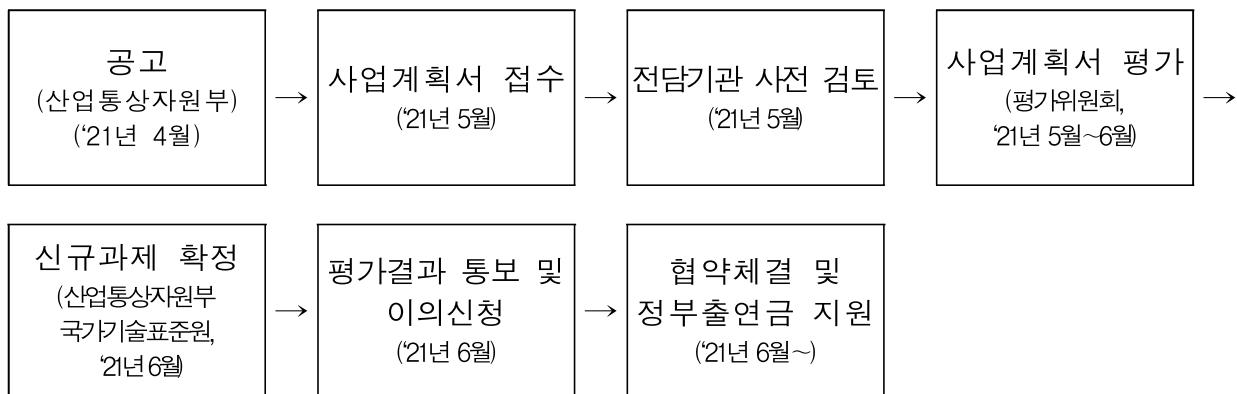 공고
(산업통상자원부)
(‘21년 4월)
→
사업계획서 접수
(‘21년 5월)
→
전담기관 사전 검토
(‘21년 5월)
→
사업계획서 평가
(평가위원회,
‘21년 5월~6월)
→
신규과제 확정
(산업통상자원부
국가기술표준원,
‘21년 6월)
→
평가결과 통보 및
이의신청
(‘21년 6월)
→
협약체결 및
정부출연금 지원
(‘21년 6월~)